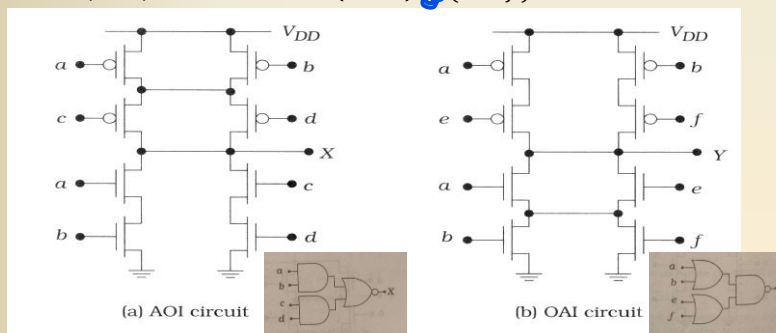 V_DD V_DD
a b a b
c d e f
X Y
a c a e
b d b f
a b c d X
a b e f
(a) AOI circuit (b) OAI circuit